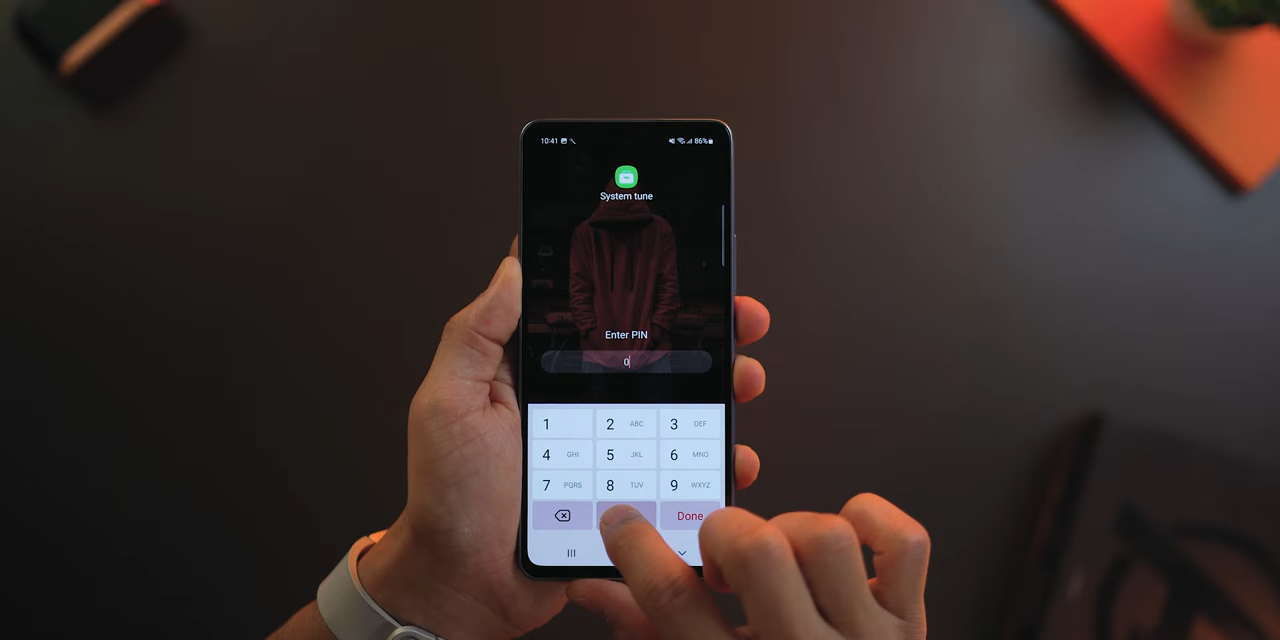 10:41 86%
System tune
Enter PIN
0
1 2 ABC 3 DEF
4 GHI 5 JKL 6 MNO
7 PQRS 8 TUV 9 WXYZ
Done